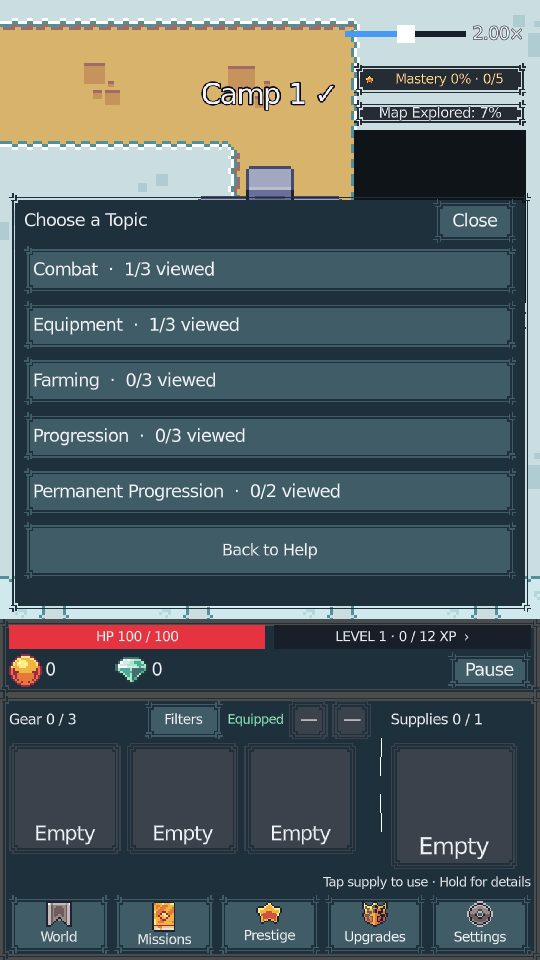 2.00×
Mastery 0% · 0/5
Camp 1 ✓
Map Explored: 7%
Choose a Topic
Close
Combat · 1/3 viewed
Equipment · 1/3 viewed
Farming · 0/3 viewed
Progression · 0/3 viewed
Permanent Progression · 0/2 viewed
Back to Help
HP 100 / 100
LEVEL 1 · 0 / 12 XP ›
0
0
Pause
Gear 0 / 3
Filters
Equipped
—
—
Supplies 0 / 1
Empty
Empty
Empty
Empty
Tap supply to use · Hold for details
World
Missions
Prestige
Upgrades
Settings